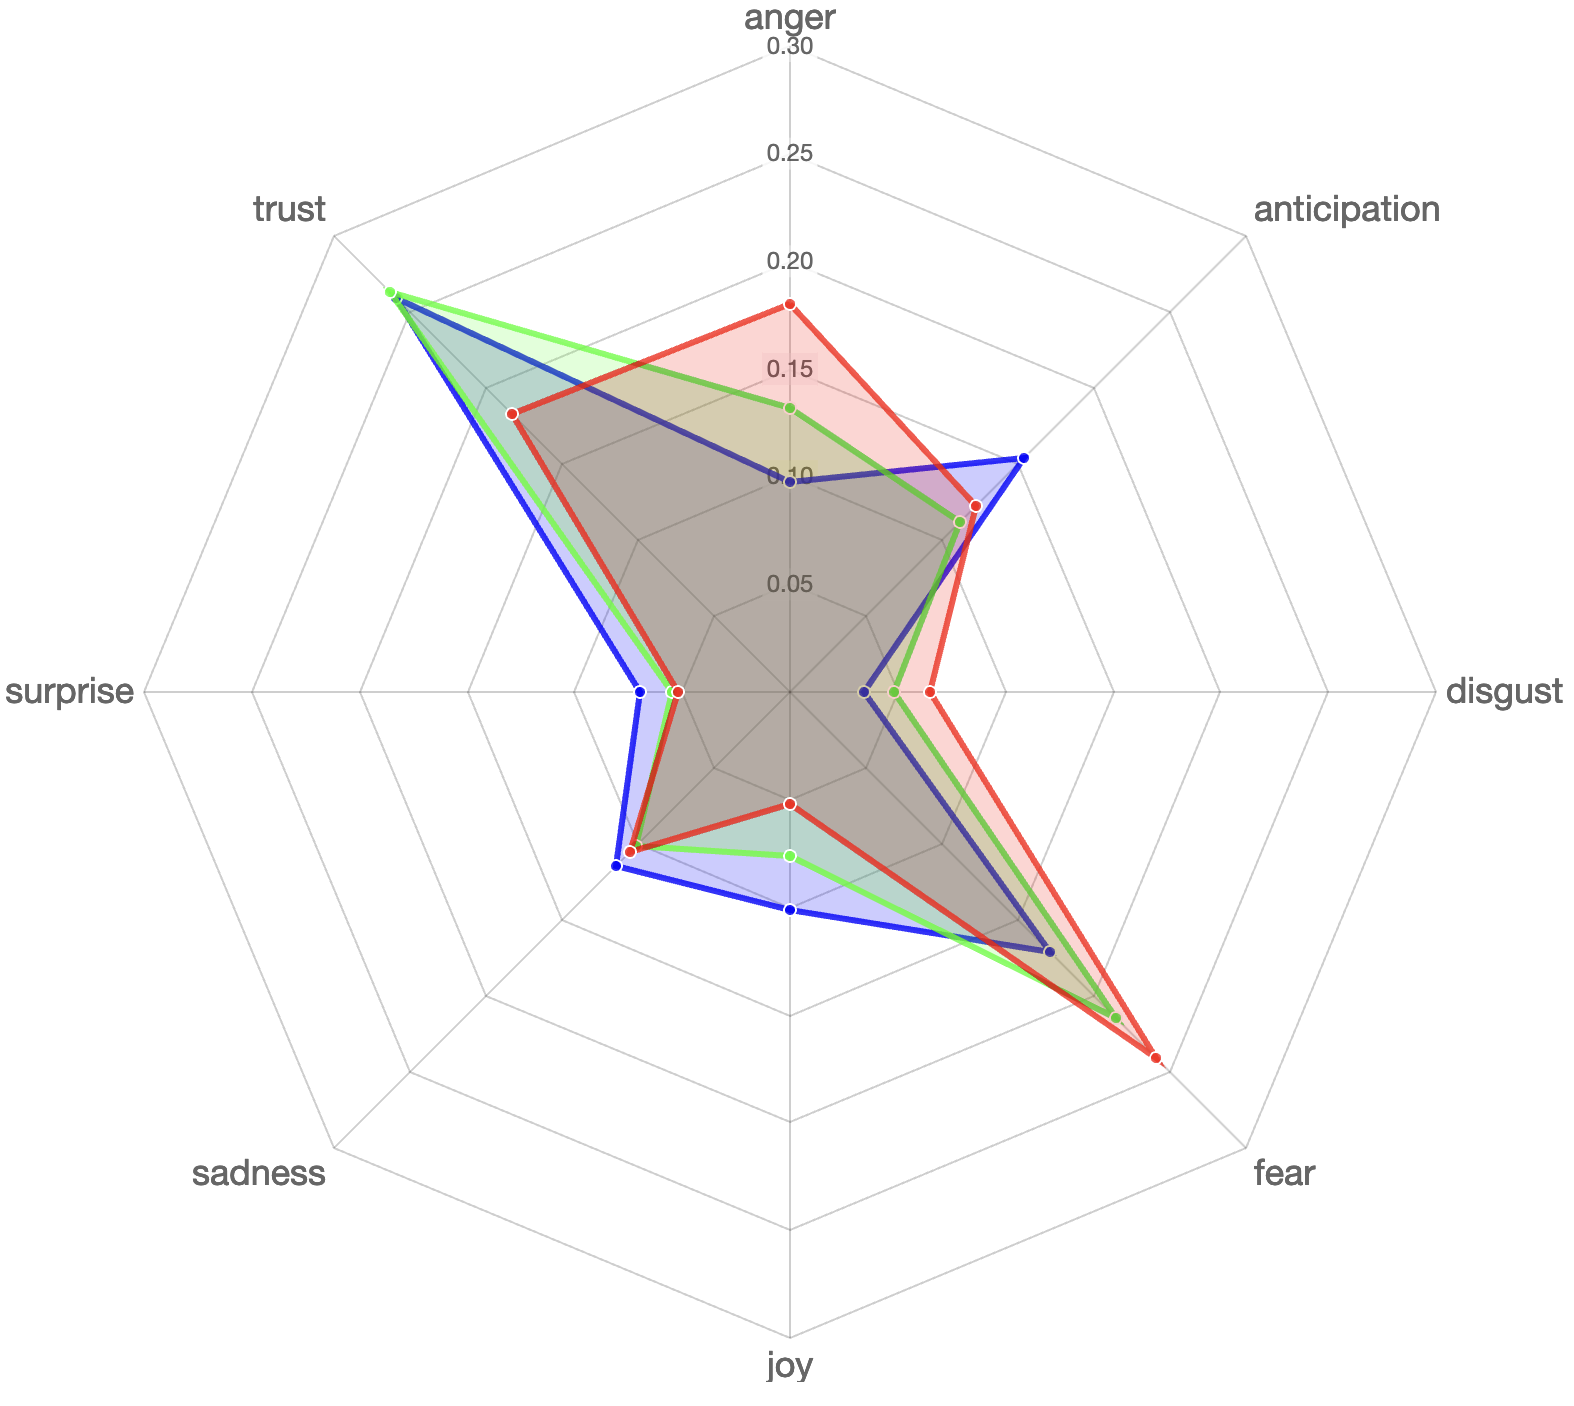 anger
0.30
0.25
trust
anticipation
0.20
0.15
0.10
0.05
surprise
disgust
sadness
fear
joy